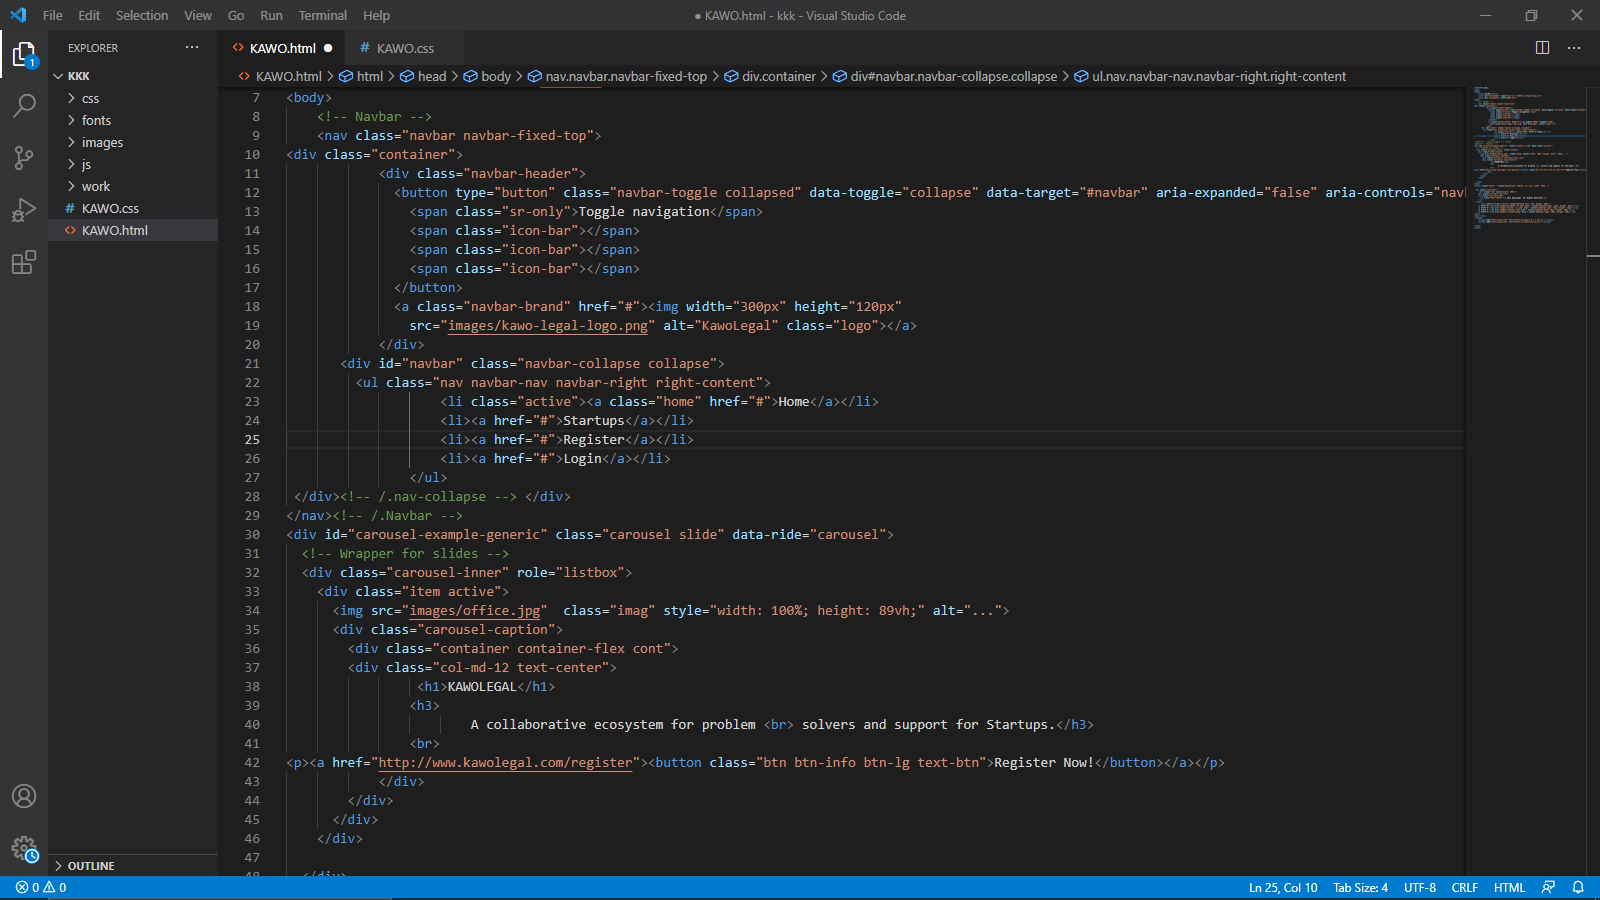 File Edit Selection View Go Run Terminal Help
● KAWO.html - kkk - Visual Studio Code
EXPLORER
KKK
css
fonts
images
js
work
# KAWO.css
<> KAWO.html
OUTLINE
1
<> KAWO.html ●
# KAWO.css
<> KAWO.html > html > head > body > nav.navbar.navbar-fixed-top > div.container > div#navbar.navbar-collapse.collapse > ul.nav.navbar-nav.navbar-right.right-content
7 <body>
8 <!-- Navbar -->
9 <nav class="navbar navbar-fixed-top">
10 <div class="container">
11 <div class="navbar-header">
12 <button type="button" class="navbar-toggle collapsed" data-toggle="collapse" data-target="#navbar" aria-expanded="false" aria-controls="nav
13 <span class="sr-only">Toggle navigation</span>
14 <span class="icon-bar"></span>
15 <span class="icon-bar"></span>
16 <span class="icon-bar"></span>
17 </button>
18 <a class="navbar-brand" href="#"><img width="300px" height="120px"
19 src="images/kawo-legal-logo.png" alt="KawoLegal" class="logo"></a>
20 </div>
21 <div id="navbar" class="navbar-collapse collapse">
22 <ul class="nav navbar-nav navbar-right right-content">
23 <li class="active"><a class="home" href="#">Home</a></li>
24 <li><a href="#">Startups</a></li>
25 <li><a href="#">Register</a></li>
26 <li><a href="#">Login</a></li>
27 </ul>
28 </div><!-- /.nav-collapse --> </div>
29 </nav><!-- /.Navbar -->
30 <div id="carousel-example-generic" class="carousel slide" data-ride="carousel">
31 <!-- Wrapper for slides -->
32 <div class="carousel-inner" role="listbox">
33 <div class="item active">
34 <img src="images/office.jpg"  class="imag" style="width: 100%; height: 89vh;" alt="...">
35 <div class="carousel-caption">
36 <div class="container container-flex cont">
37 <div class="col-md-12 text-center">
38 <h1>KAWOLEGAL</h1>
39 <h3>
40 A collaborative ecosystem for problem <br> solvers and support for Startups.</h3>
41 <br>
42 <p><a href="http://www.kawolegal.com/register"><button class="btn btn-info btn-lg text-btn">Register Now!</button></a></p>
43 </div>
44 </div>
45 </div>
46 </div>
47
48 </div>
0 0
Ln 25, Col 10 Tab Size: 4 UTF-8 CRLF HTML